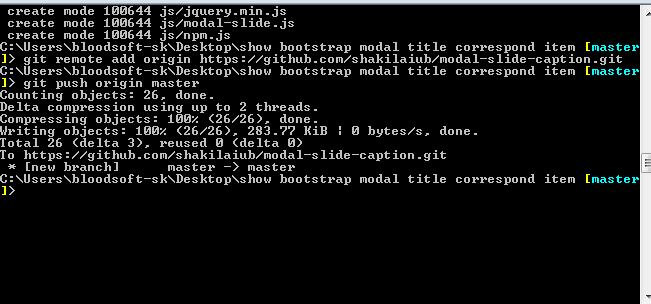 create mode 100644 js/jquery.min.js
create mode 100644 js/modal-slide.js
create mode 100644 js/npm.js
C:\Users\bloodsoft-sk\Desktop\show bootstrap modal title correspond item [master
]> git remote add origin https://github.com/shakilaiub/modal-slide-caption.git
C:\Users\bloodsoft-sk\Desktop\show bootstrap modal title correspond item [master
]> git push origin master
Counting objects: 26, done.
Delta compression using up to 2 threads.
Compressing objects: 100% (26/26), done.
Writing objects: 100% (26/26), 283.77 KiB ¦ 0 bytes/s, done.
Total 26 (delta 3), reused 0 (delta 0)
To https://github.com/shakilaiub/modal-slide-caption.git
* [new branch]      master -> master
C:\Users\bloodsoft-sk\Desktop\show bootstrap modal title correspond item [master
]>